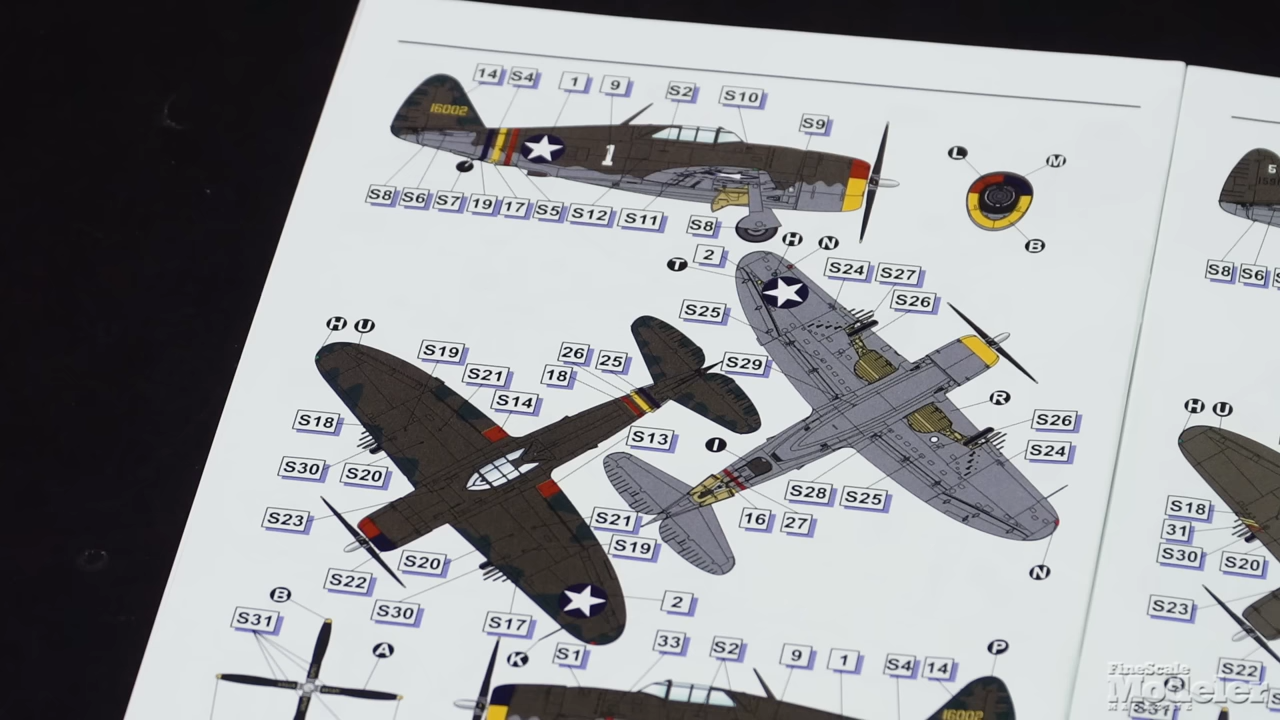 14 S4 1 9 S2 S10 S9
160002
1
S8 S6 S7 19 17 S5 S12 S11 S8
L M B
2 T H N S24 S27 S26
S25
S29
R
S26
S24
I
S28 S25
16 27
N
H U
S19
S21
S14
26 25
18
S18
S13
S30 S20
S23
S21
S19
S20
S22
S30
S17
2
K
B
S31
A
S1 33 S2 9 1 S4 14 P
160002
S8 S6
H U
S18
31
S30 S20
S23
S22
S31
FineScale
Modeler